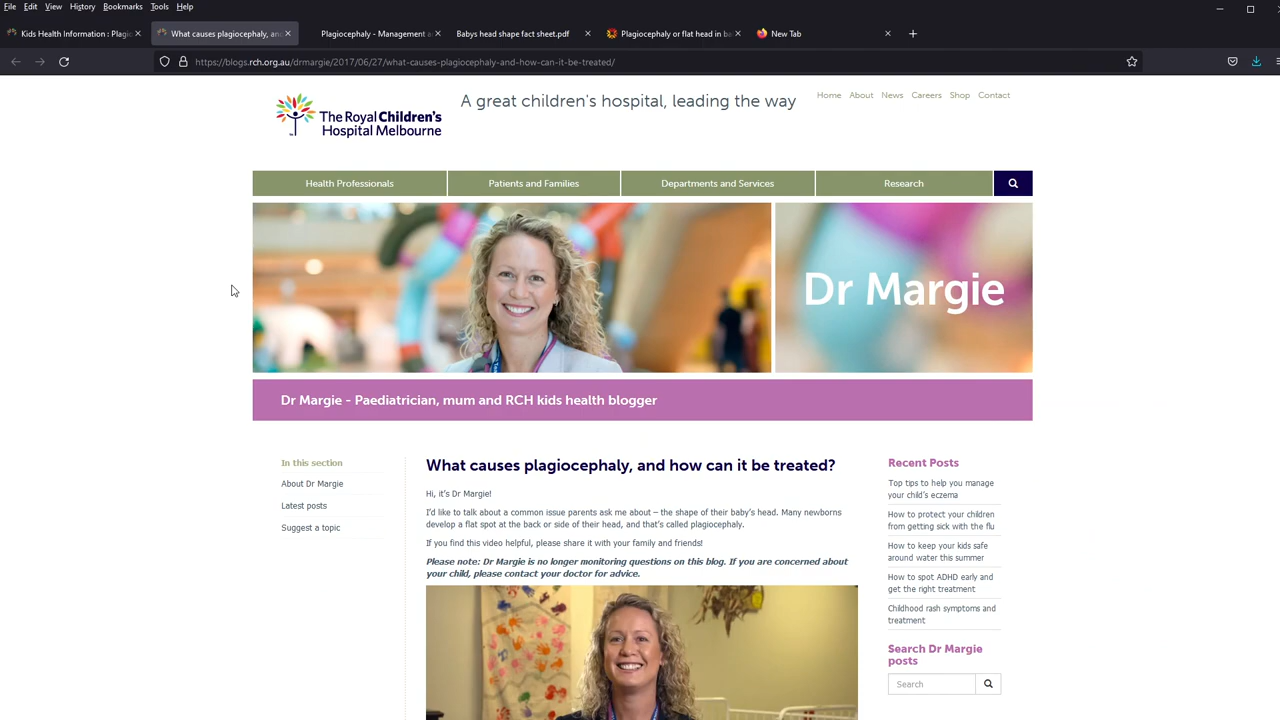 File Edit View History Bookmarks Tools Help
Kids Health Information : Plagio
What causes plagiocephaly, and
Plagiocephaly - Management a
Babys head shape fact sheet.pdf
Plagiocephaly or flat head in ba
New Tab
https://blogs.rch.org.au/drmargie/2017/06/27/what-causes-plagiocephaly-and-how-can-it-be-treated/
The Royal Children's
Hospital Melbourne
A great children's hospital, leading the way
Home About News Careers Shop Contact
Health Professionals
Patients and Families
Departments and Services
Research
Dr Margie
Dr Margie - Paediatrician, mum and RCH kids health blogger
In this section
About Dr Margie
Latest posts
Suggest a topic
What causes plagiocephaly, and how can it be treated?
Hi, it's Dr Margie!
I'd like to talk about a common issue parents ask me about – the shape of their baby's head. Many newborns
develop a flat spot at the back or side of their head, and that's called plagiocephaly.
If you find this video helpful, please share it with your family and friends!
Please note: Dr Margie is no longer monitoring questions on this blog. If you are concerned about
your child, please contact your doctor for advice.
Recent Posts
Top tips to help you manage
your child's eczema
How to protect your children
from getting sick with the flu
How to keep your kids safe
around water this summer
How to spot ADHD early and
get the right treatment
Childhood rash symptoms and
treatment
Search Dr Margie
posts
Search